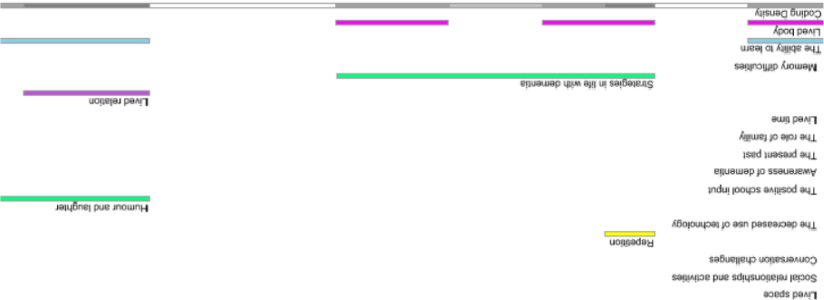 Lived space
Social relationships and activities
Conversation challanges
Repetition
The decreased use of technology
Humour and laughter
The positive school input
Awareness of dementia
The present past
The role of family
Lived time
Lived relation
Strategies in life with dementia
Memory difficulties
The ability to learn
Lived body
Coding Density